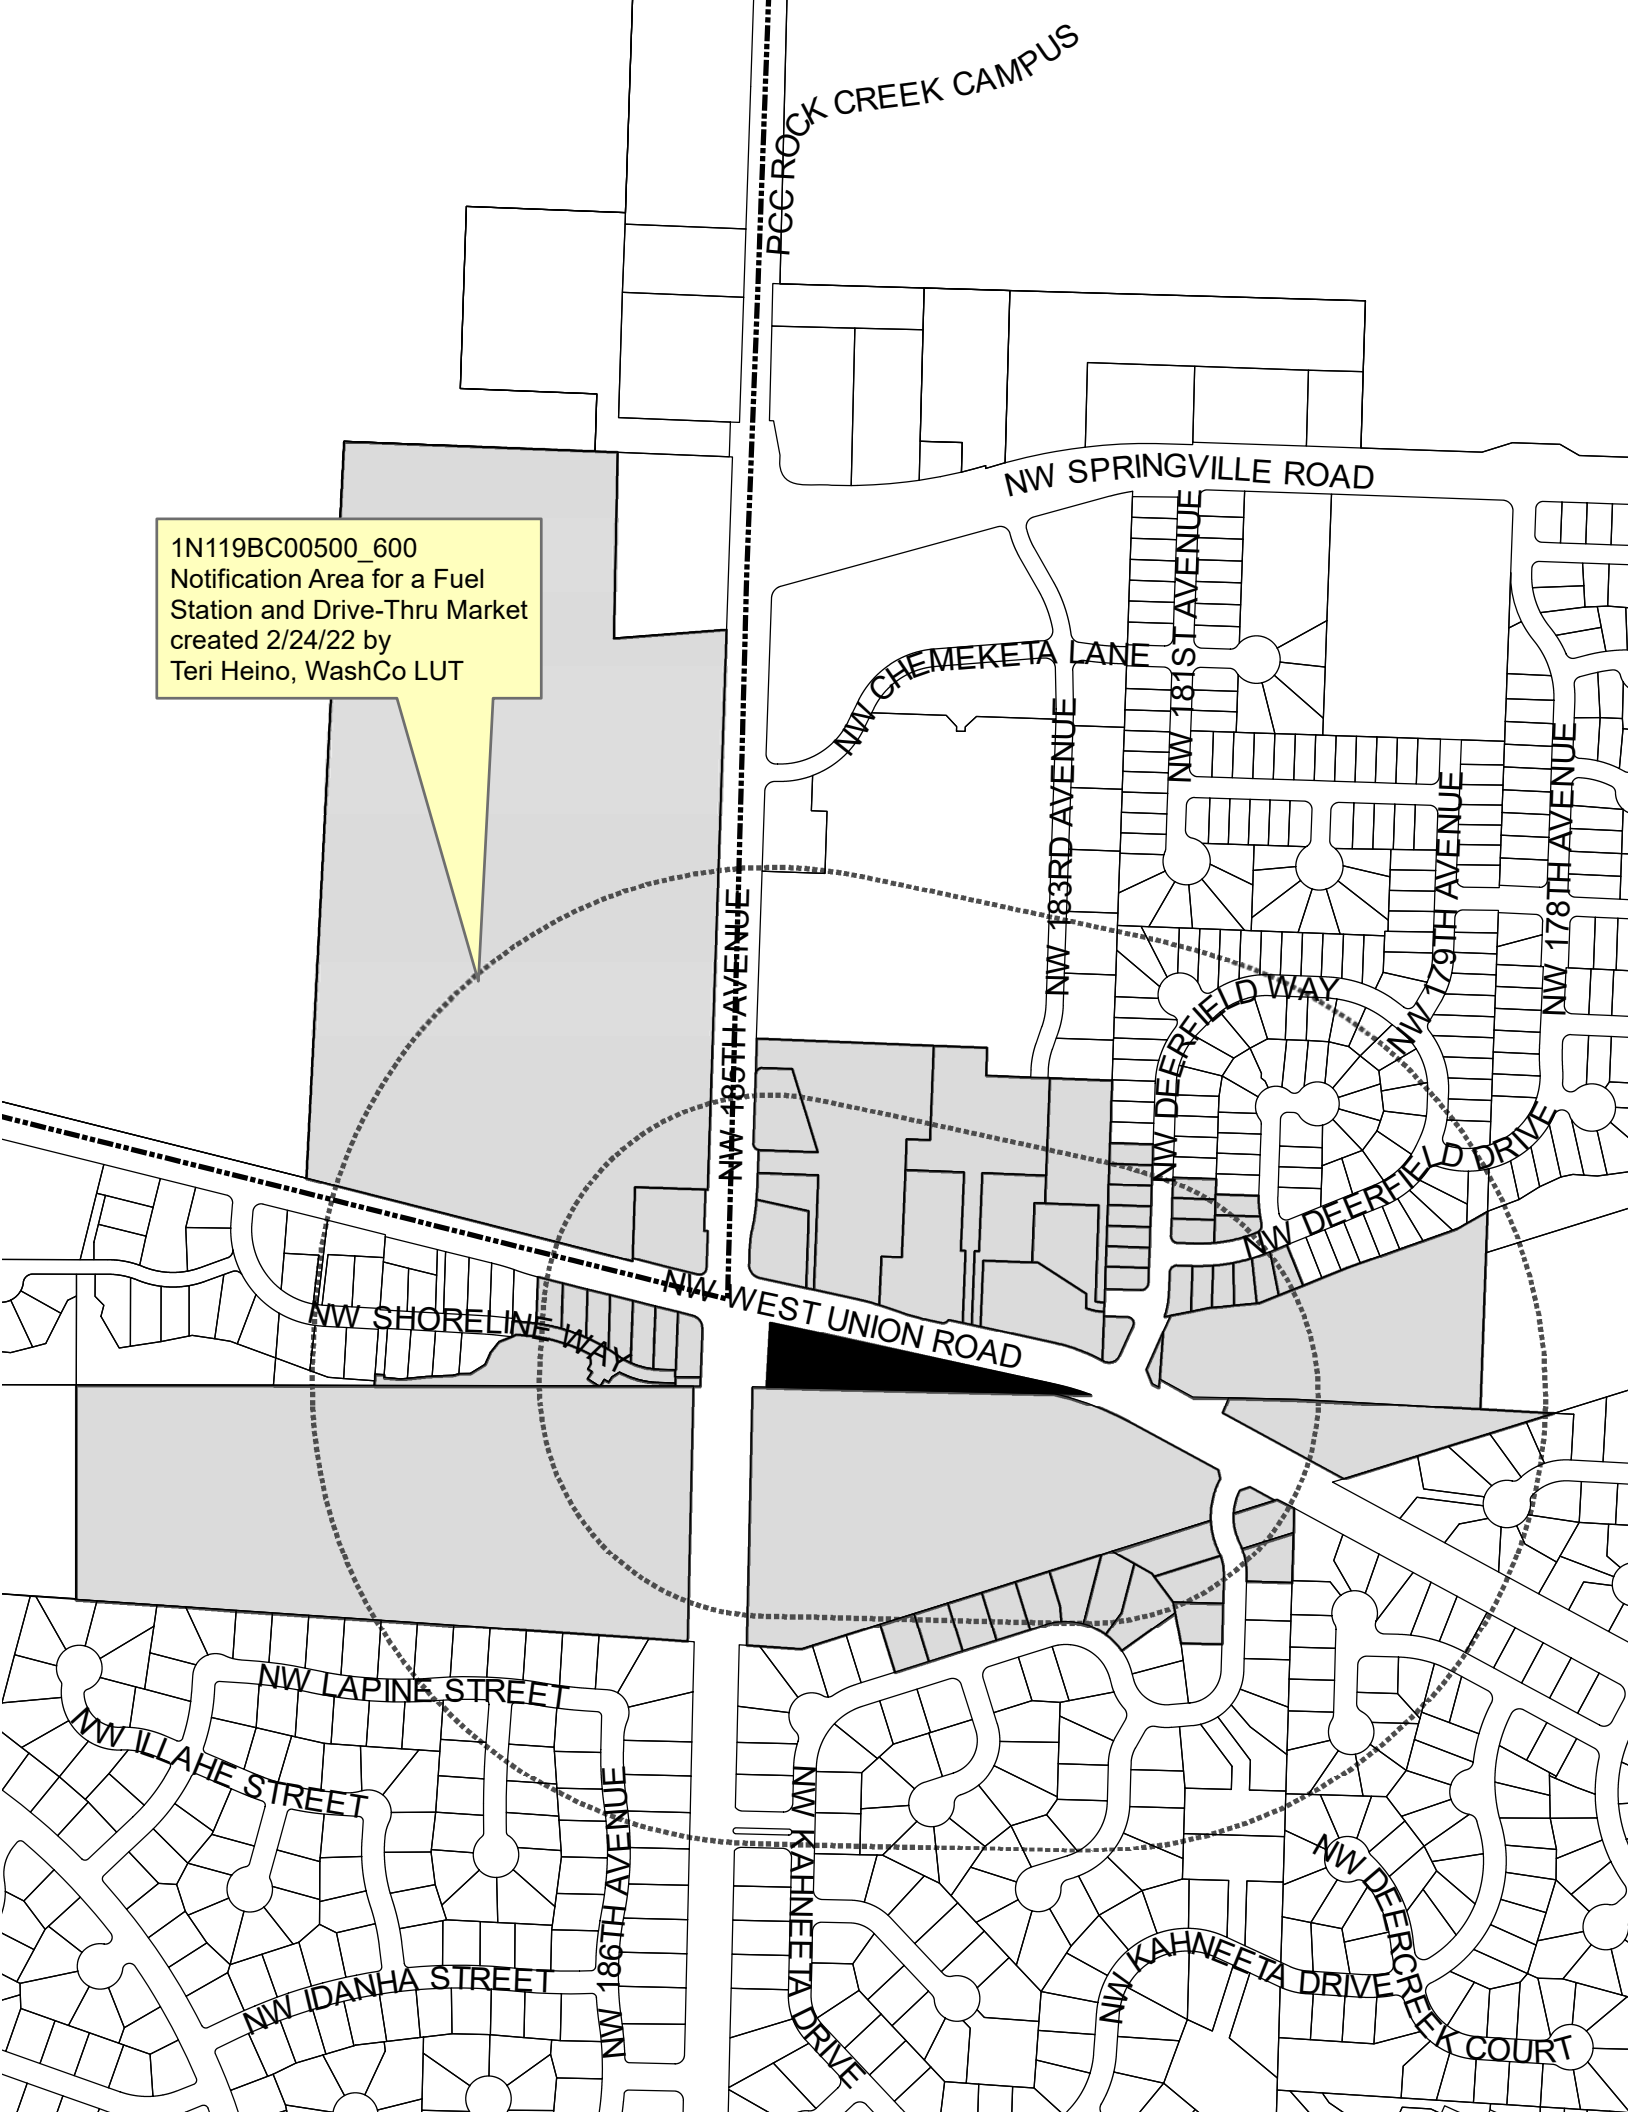 PCC ROCK CREEK CAMPUS
NW SPRINGVILLE ROAD
1N119BC00500_600
Notification Area for a Fuel
Station and Drive-Thru Market
created 2/24/22 by
Teri Heino, WashCo LUT
NW CHEMEKETA LANE
NW 181ST AVENUE
NW 183RD AVENUE
NW 179TH AVENUE
NW 178TH AVENUE
NW 185TH AVENUE
NW DEERFIELD WAY
NW DEERFIELD DRIVE
NW WEST UNION ROAD
NW SHORELINE WAY
NW LAPINE STREET
NW ILLAHE STREET
NW 186TH AVENUE
NW KAHNEETA DRIVE
NW IDANHA STREET
NW KAHNEETA DRIVE
NW DEERCREEK COURT